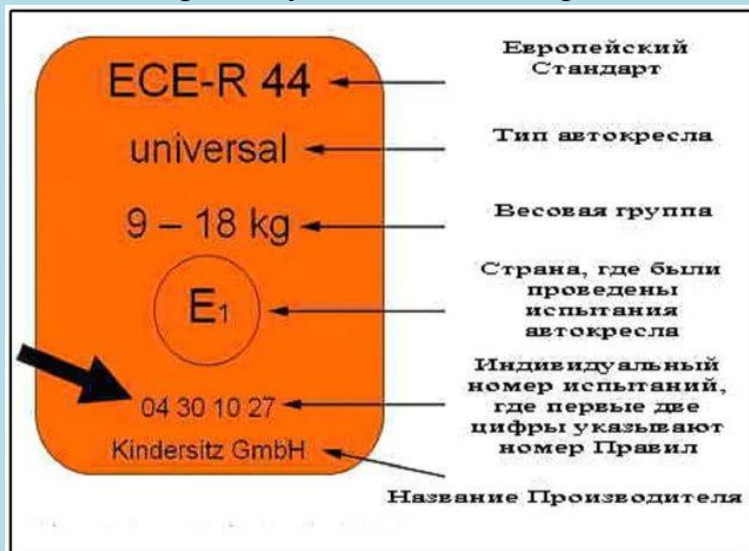 ECE-R 44
Европейский
Стандарт
universal
Тип автокресла
9 – 18 kg
Весовая группа
E1
Страна, где были
проведены
испытания
автокресла
04 30 10 27
Индивидуальный
номер испытаний,
где первые две
цифры указывают
номер Правил
Kindersitz GmbH
Название Производителя